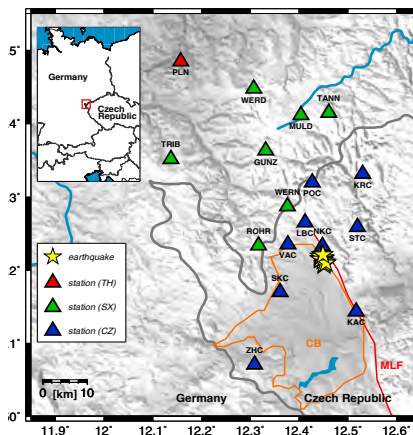 Germany
Czech
Republic
5'
PLN
WERD
TANN
MULD
4'
TRIB
GUNZ
KRC
POC
3'
WERN
LBC
NKC
STC
ROHR
VAC
earthquake
2'
SKC
station (TH)
station (SX)
KAC
station (CZ)
1'
CB
ZHC
MLF
0 10
[km]
Germany
Czech Republic
0'
11.9° 12° 12.1° 12.2° 12.3° 12.4° 12.5° 12.6°